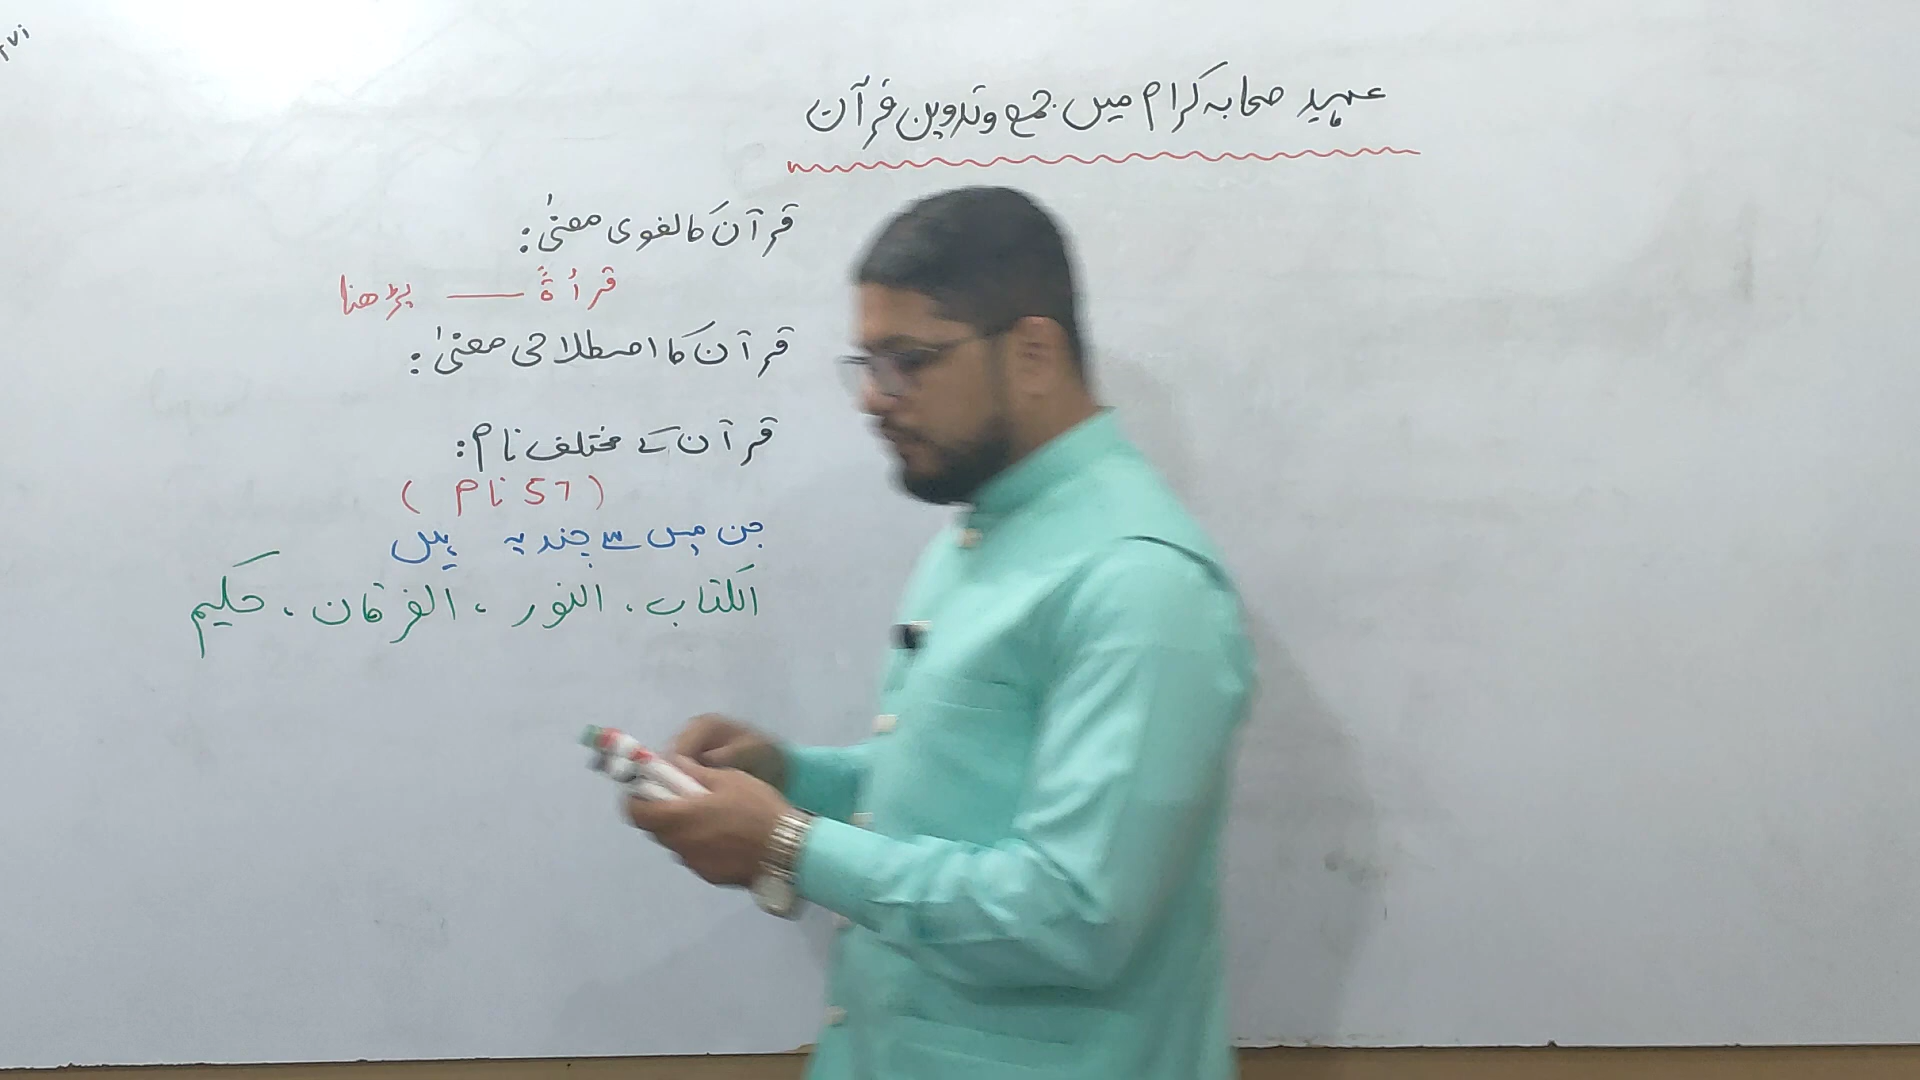 عہد صحابہ کرام میں جمع و تدوین قرآن
قرآن کا لغوی معنیٰ:
قرأۃً — پڑھنا
قرآن کا اصطلاحی معنیٰ:
قرآن کے مختلف نام:
(57 نام)
جن میں سے چند یہ ہیں
الکتاب، النور، الفرقان، حکیم